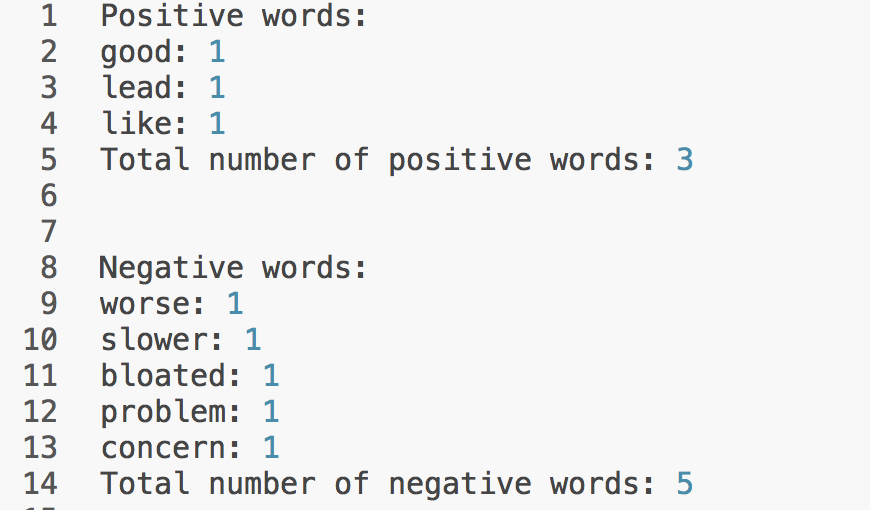 1 Positive words:
2 good: 1
3 lead: 1
4 like: 1
5 Total number of positive words: 3
6
7
8 Negative words:
9 worse: 1
10 slower: 1
11 bloated: 1
12 problem: 1
13 concern: 1
14 Total number of negative words: 5